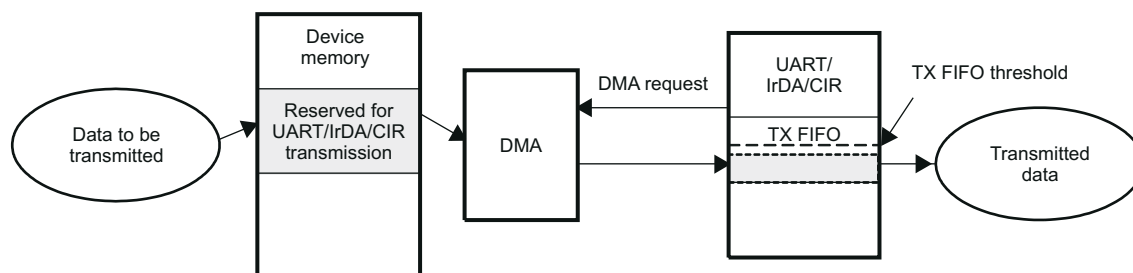 Device
memory
Reserved for
UART/IrDA/CIR
transmission
Data to be
transmitted
DMA
DMA request
UART/
IrDA/CIR
TX FIFO threshold
TX FIFO
Transmitted
data